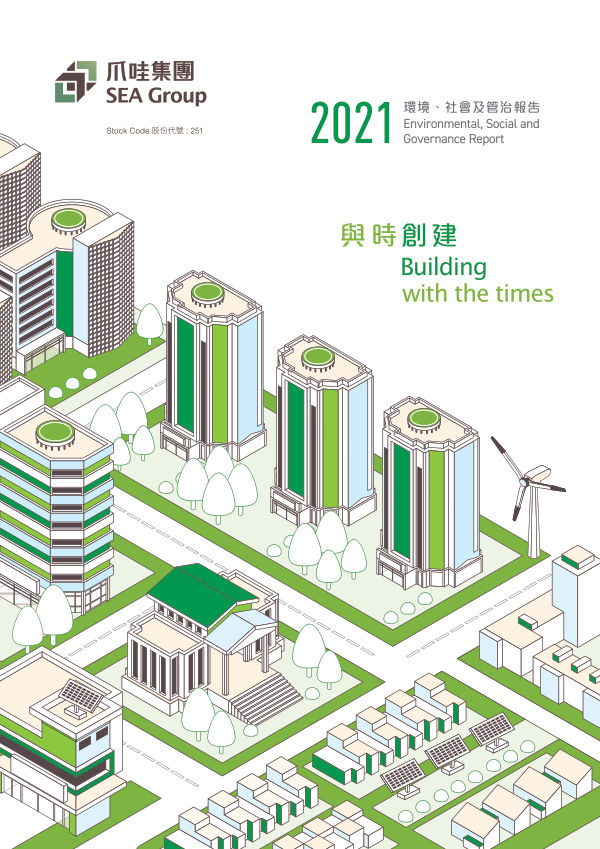 爪哇集團
SEA Group
Stock Code 股份代號 : 251
2021
環境、社會及管治報告
Environmental, Social and
Governance Report
與時創建
Building
with the times